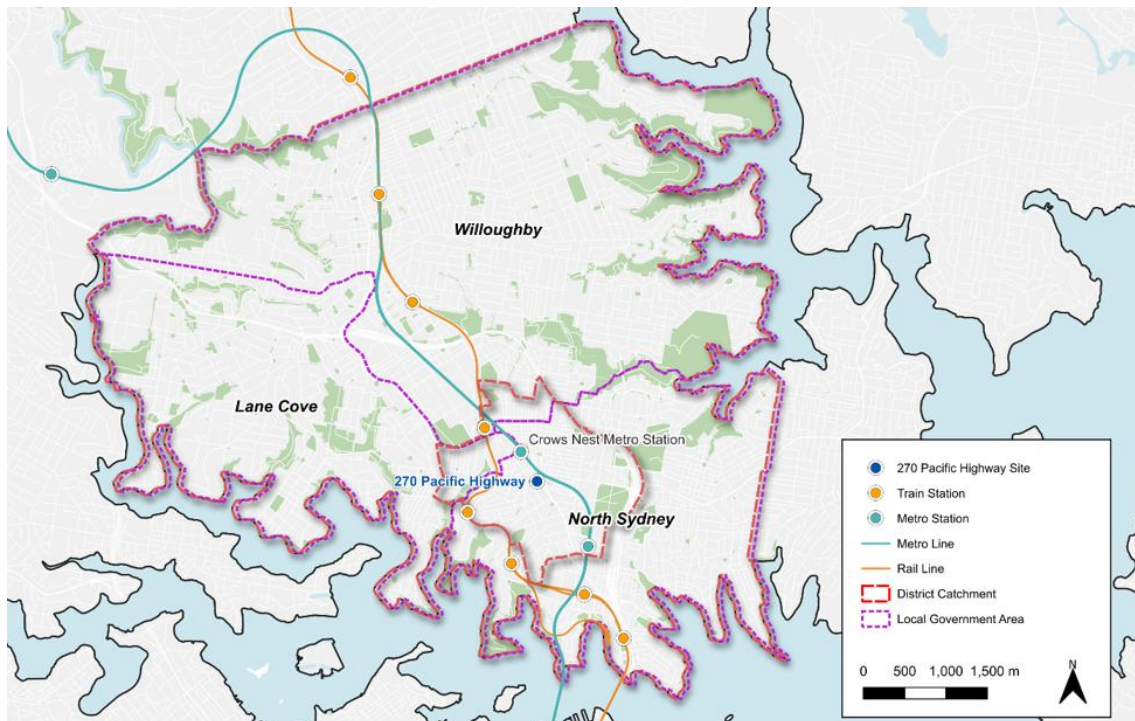 Willoughby
Lane Cove
Crows Nest Metro Station
270 Pacific Highway
North Sydney
270 Pacific Highway Site
Train Station
Metro Station
Metro Line
Rail Line
District Catchment
Local Government Area
0 500 1,000 1,500 m
N